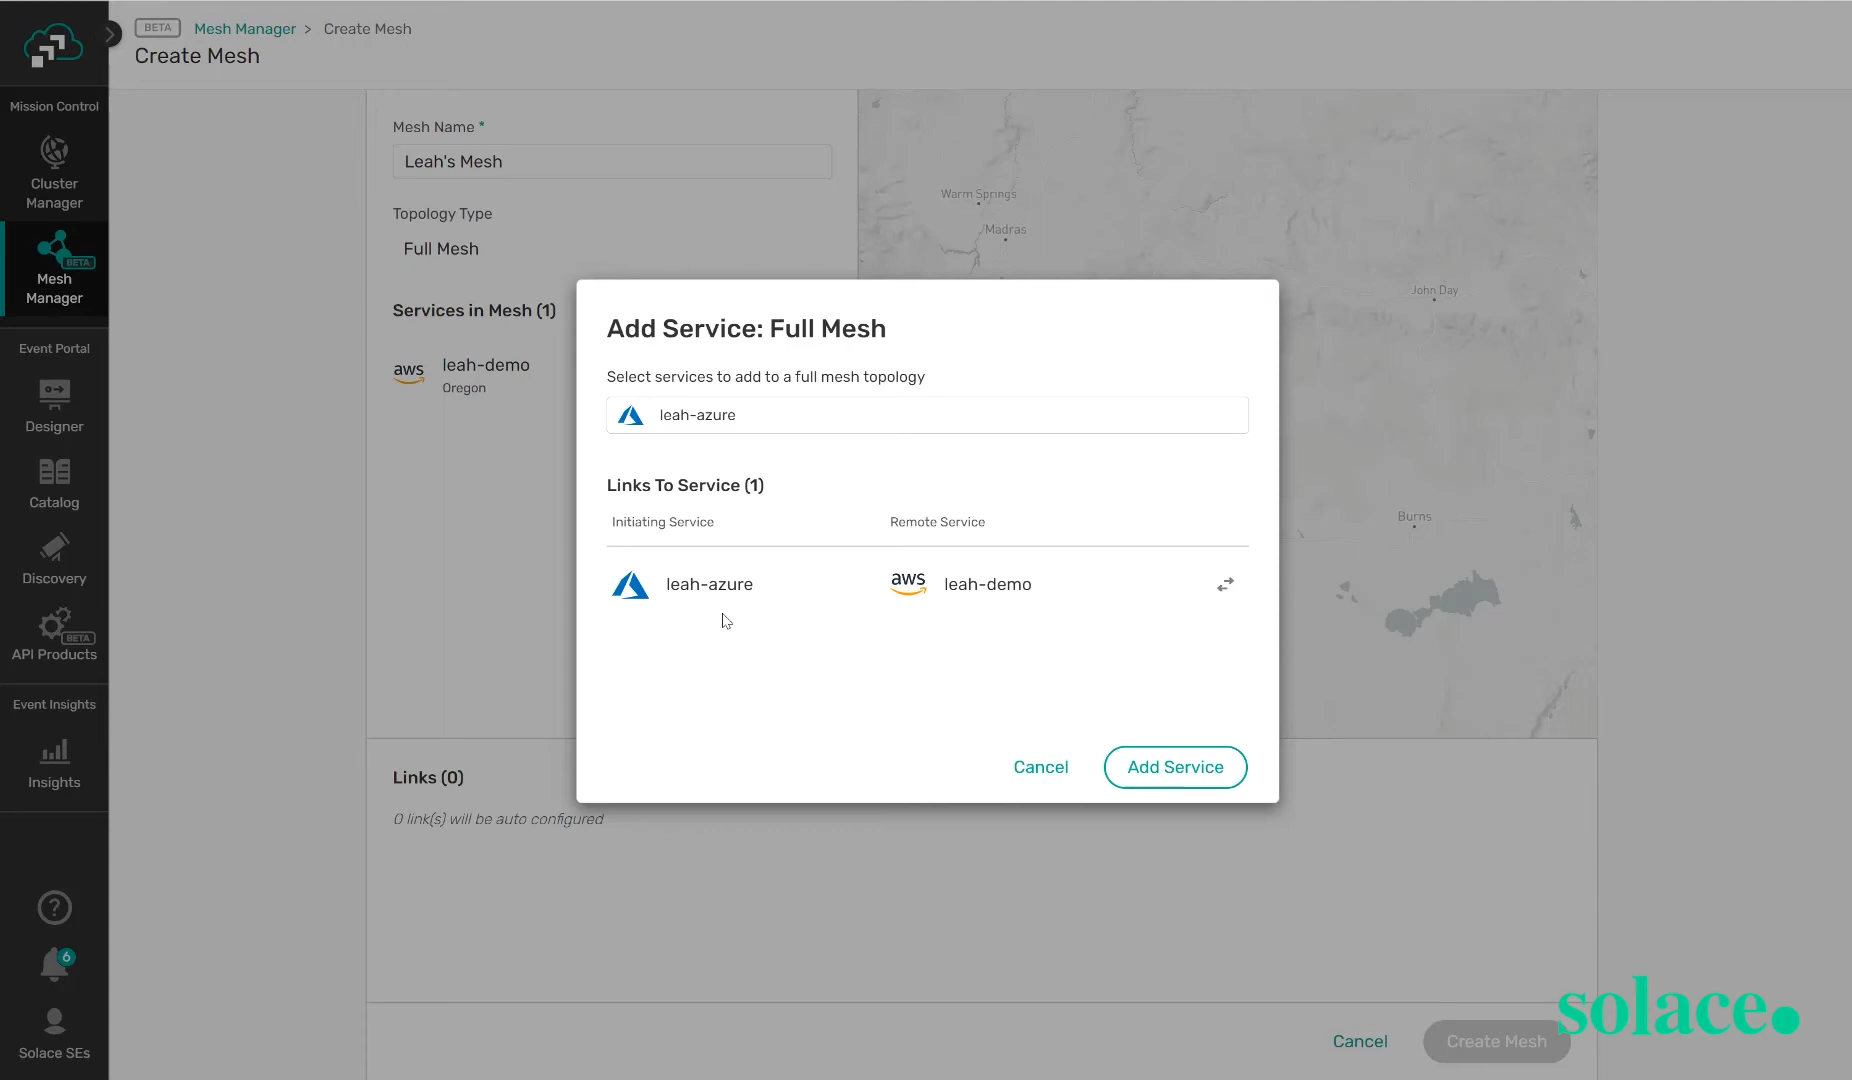 BETA Mesh Manager > Create Mesh
Create Mesh
Mission Control
Cluster
Manager
BETA
Mesh
Manager
Event Portal
Designer
Catalog
Discovery
BETA
API Products
Event Insights
Insights
6
Solace SEs
Mesh Name *
Leah's Mesh
Topology Type
Full Mesh
Services in Mesh (1)
aws leah-demo
Oregon
Warm Springs
Madras
John Day
Burns
Add Service: Full Mesh
Select services to add to a full mesh topology
leah-azure
Links To Service (1)
Initiating Service Remote Service
leah-azure aws leah-demo
Cancel Add Service
Links (0)
0 link(s) will be auto configured
Cancel Create Mesh
solace.